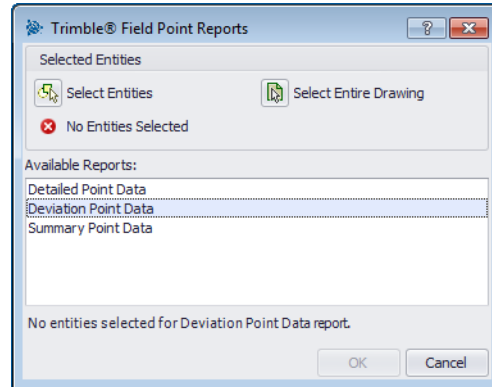 Trimble® Field Point Reports
Selected Entities
Select Entities Select Entire Drawing
No Entities Selected
Available Reports:
Detailed Point Data
Deviation Point Data
Summary Point Data
No entities selected for Deviation Point Data report.
OK Cancel